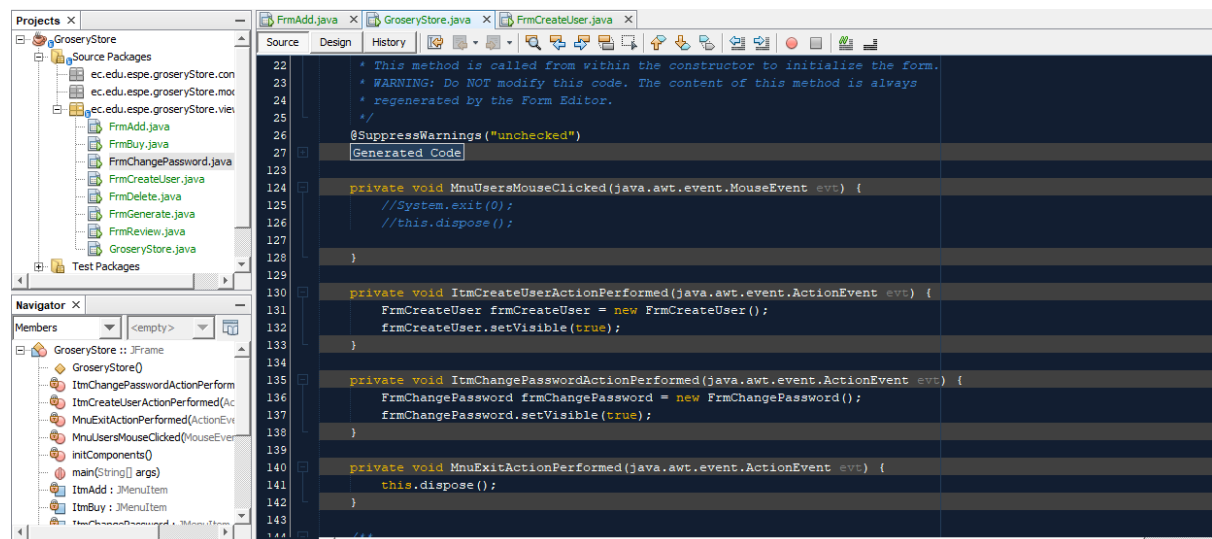 Projects
GroseryStore
Source Packages
ec.edu.espe.groseryStore.con
ec.edu.espe.groseryStore.moc
ec.edu.espe.groseryStore.view
FrmAdd.java
FrmBuy.java
FrmChangePassword.java
FrmCreateUser.java
FrmDelete.java
FrmGenerate.java
FrmReview.java
GroseryStore.java
Test Packages
Navigator
Members <empty>
GroseryStore :: JFrame
GroseryStore()
ItmChangePasswordActionPerform
ItmCreateUserActionPerformed(Ac
MnuExitActionPerformed(ActionEve
MnuUsersMouseClicked(MouseEver
initComponents()
main(String[] args)
ItmAdd : JMenuItem
ItmBuy : JMenuItem
ItmChangePassword : JMenuItem
FrmAdd.java GroseryStore.java FrmCreateUser.java
Source Design History
22 * This method is called from within the constructor to initialize the form.
23 * WARNING: Do NOT modify this code. The content of this method is always
24 * regenerated by the Form Editor.
25 */
26 @SuppressWarnings("unchecked")
27 Generated Code
123
124 private void MnuUsersMouseClicked(java.awt.event.MouseEvent evt) {
125 //System.exit(0);
126 //this.dispose();
127
128 }
129
130 private void ItmCreateUserActionPerformed(java.awt.event.ActionEvent evt) {
131 FrmCreateUser frmCreateUser = new FrmCreateUser();
132 frmCreateUser.setVisible(true);
133 }
134
135 private void ItmChangePasswordActionPerformed(java.awt.event.ActionEvent evt) {
136 FrmChangePassword frmChangePassword = new FrmChangePassword();
137 frmChangePassword.setVisible(true);
138 }
139
140 private void MnuExitActionPerformed(java.awt.event.ActionEvent evt) {
141 this.dispose();
142 }
143
144 /**